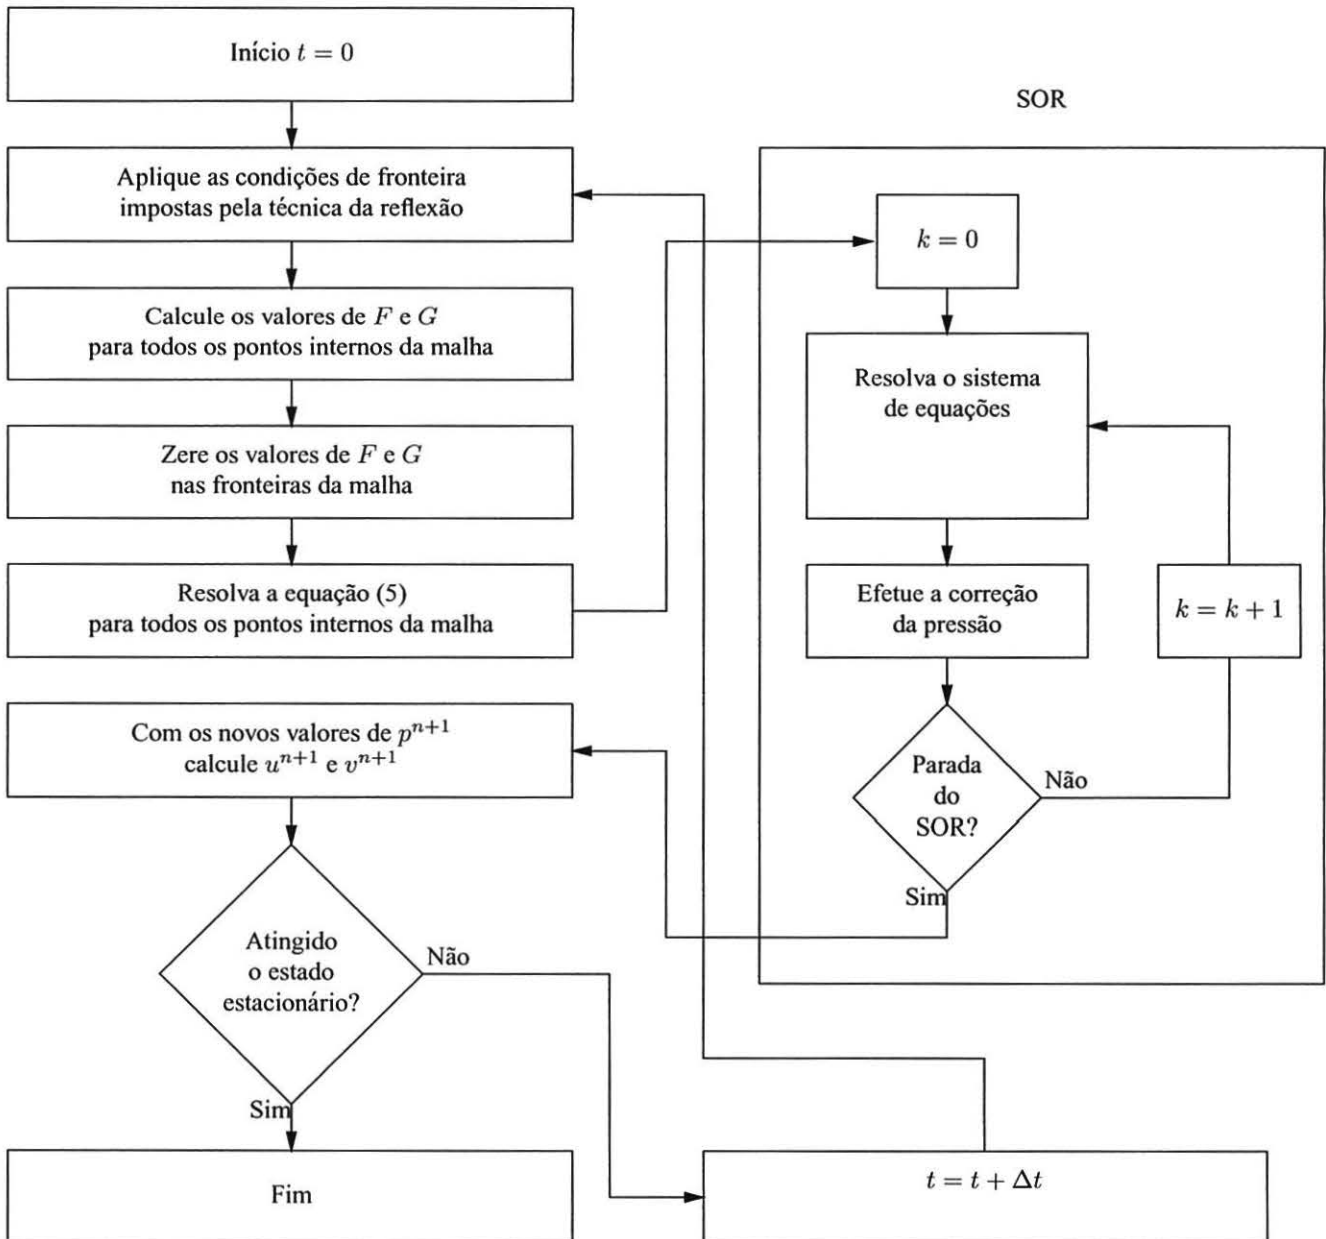 Início t = 0
Aplique as condições de fronteira
impostas pela técnica da reflexão
Calcule os valores de F e G
para todos os pontos internos da malha
Zere os valores de F e G
nas fronteiras da malha
Resolva a equação (5)
para todos os pontos internos da malha
SOR
k = 0
Resolva o sistema
de equações
Efetue a correção
da pressão
k = k + 1
Parada
do
SOR?
Não
Sim
Com os novos valores de pⁿ⁺¹
calcule uⁿ⁺¹ e vⁿ⁺¹
Atingido
o estado
estacionário?
Não
Sim
Fim
t = t + Δt